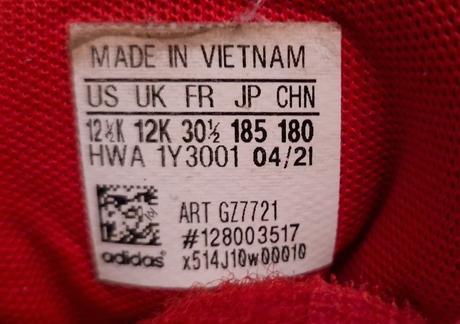 MADE IN VIETNAM
US UK FR JP CHN
12½K 12K 30½ 185 180
HWA 1Y3001 04/21
ART GZ7721
#128003517
adidas x514J10w00010